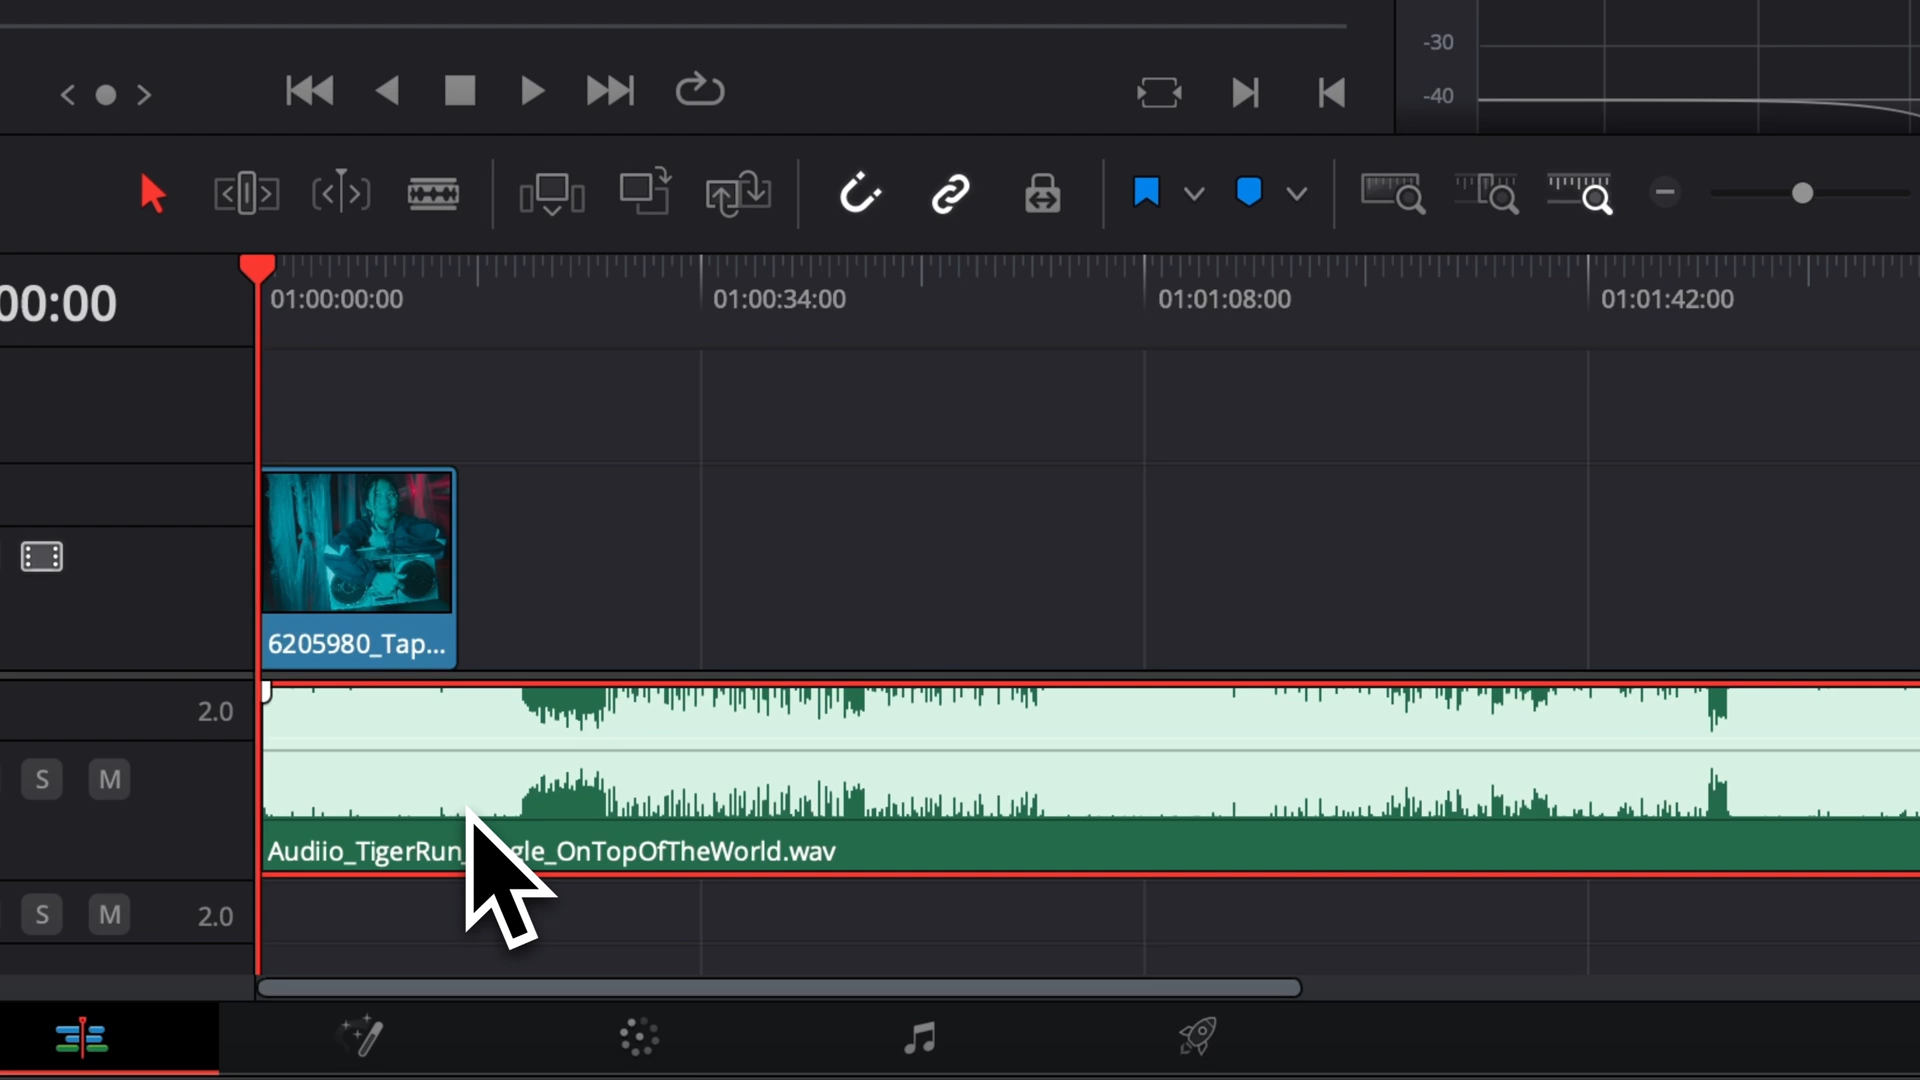 -30
-40
00:00
01:00:00:00
01:00:34:00
01:01:08:00
01:01:42:00
6205980_Tap...
2.0
S M
Audiio_TigerRun_ gle_OnTopOfTheWorld.wav
S M 2.0